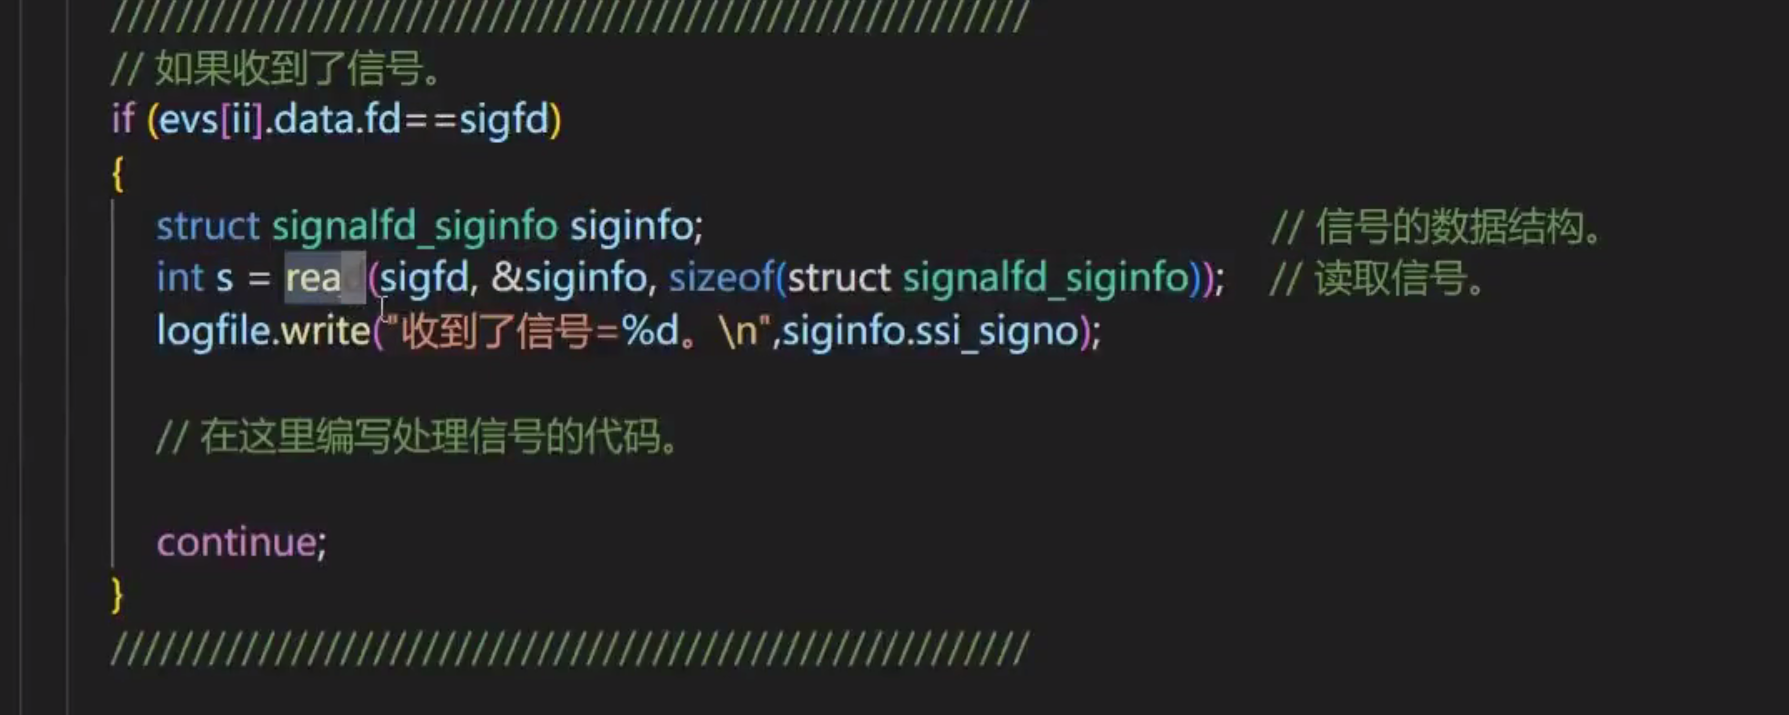 //////////////////////////////////////////////////
// 如果收到了信号。
if (evs[ii].data.fd==sigfd)
{
struct signalfd_siginfo siginfo; // 信号的数据结构。
int s = rea (sigfd, &siginfo, sizeof(struct signalfd_siginfo)); // 读取信号。
logfile.write("收到了信号=%d。\n",siginfo.ssi_signo);
// 在这里编写处理信号的代码。
continue;
}
//////////////////////////////////////////////////